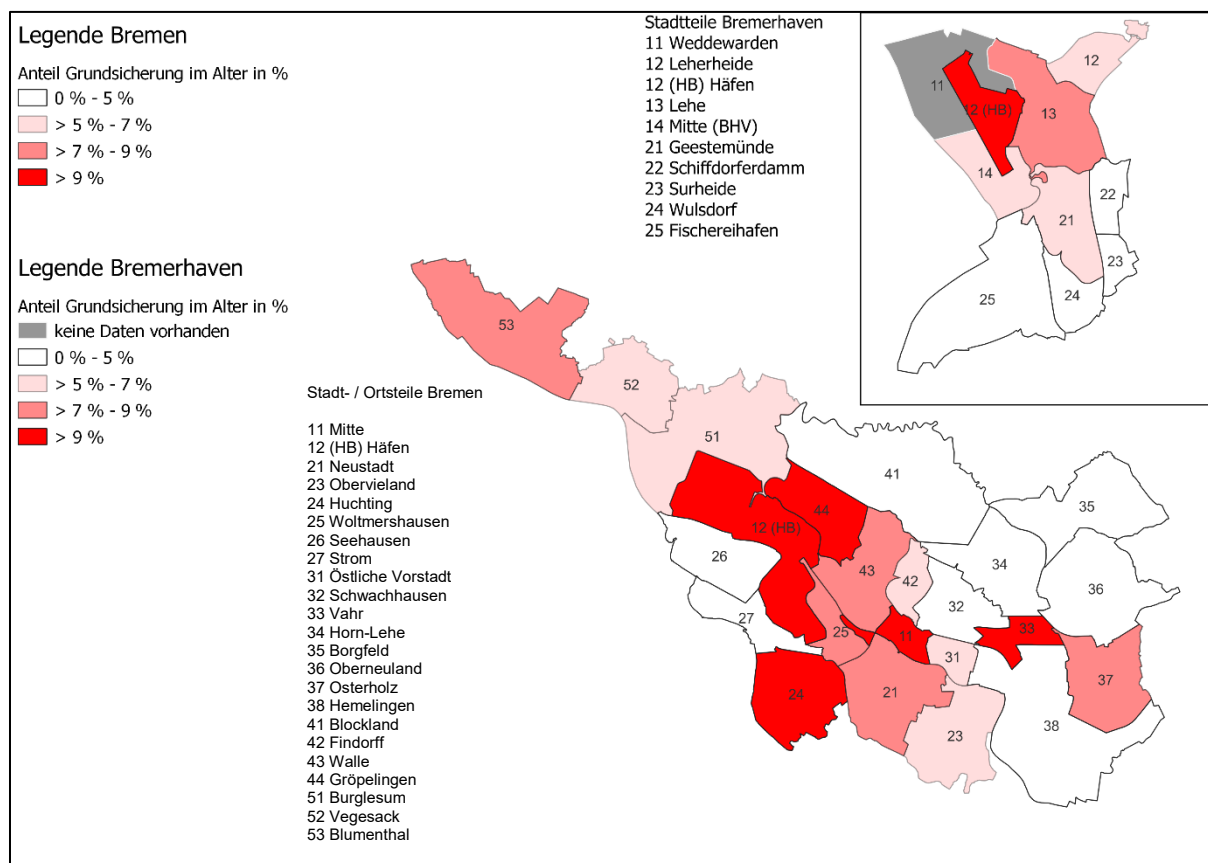 Legende Bremen
Anteil Grundsicherung im Alter in %
0 % - 5 %
> 5 % - 7 %
> 7 % - 9 %
> 9 %
Legende Bremerhaven
Anteil Grundsicherung im Alter in %
keine Daten vorhanden
0 % - 5 %
> 5 % - 7 %
> 7 % - 9 %
> 9 %
Stadtteile Bremerhaven
11 Weddewarden
12 Leherheide
12 (HB) Häfen
13 Lehe
14 Mitte (BHV)
21 Geestemünde
22 Schiffdorferdamm
23 Surheide
24 Wulsdorf
25 Fischereihafen
12
11
12 (HB)
13
14
22
21
23
24
25
Stadt- / Ortsteile Bremen
11 Mitte
12 (HB) Häfen
21 Neustadt
23 Obervieland
24 Huchting
25 Woltmershausen
26 Seehausen
27 Strom
31 Östliche Vorstadt
32 Schwachhausen
33 Vahr
34 Horn-Lehe
35 Borgfeld
36 Oberneuland
37 Osterholz
38 Hemelingen
41 Blockland
42 Findorff
43 Walle
44 Gröpelingen
51 Burglesum
52 Vegesack
53 Blumenthal
53
52
51
41
35
44
12 (HB)
26
43
34
42
36
32
27
25
11
33
31
37
24
21
38
23